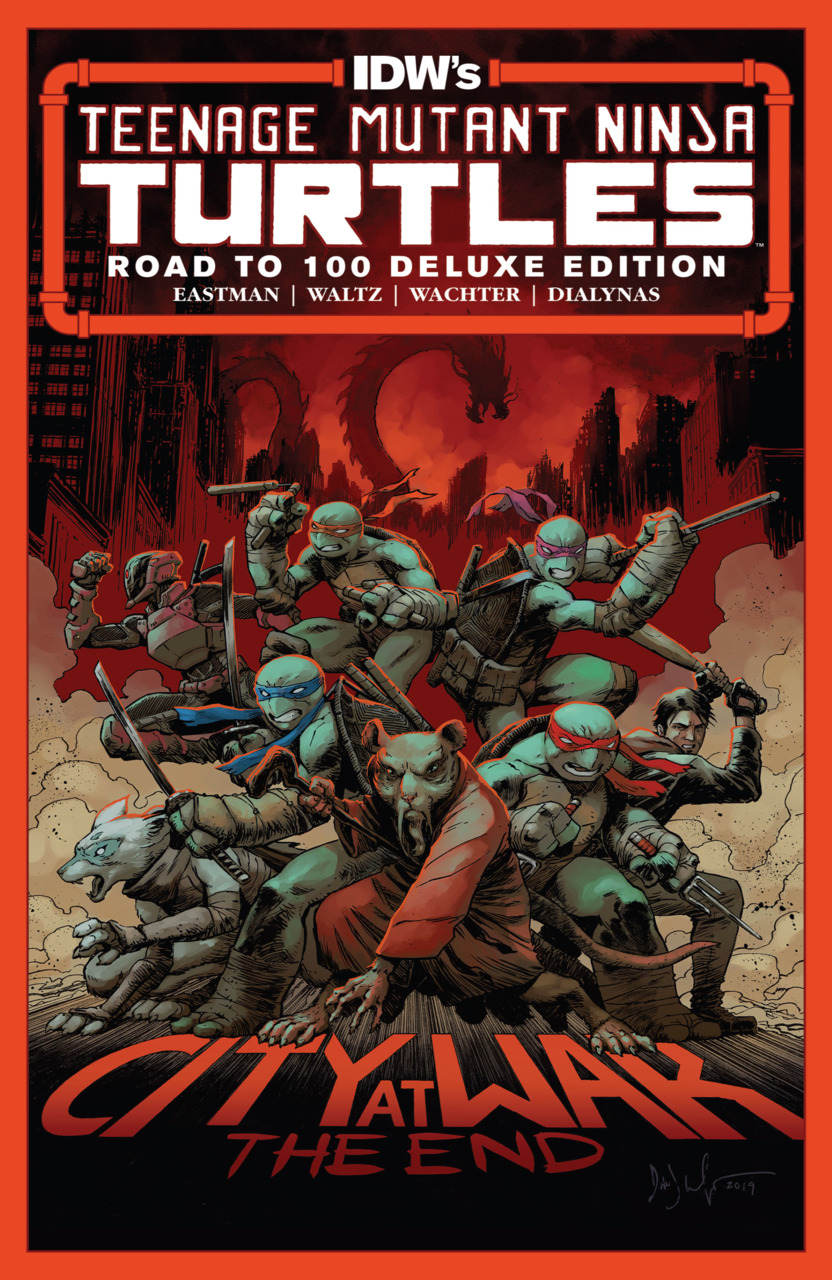 IDW's
TEENAGE MUTANT NINJA
TURTLES™
ROAD TO 100 DELUXE EDITION
EASTMAN | WALTZ | WACHTER | DIALYNAS
CITY AT WAR
THE END
2019